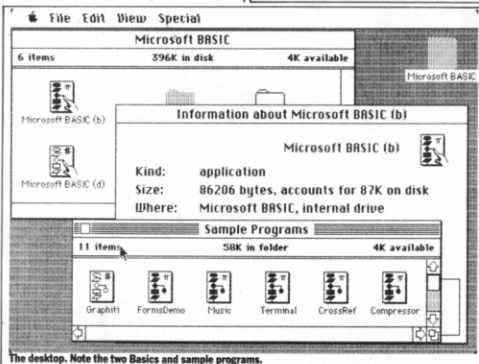 File Edit View Special
Microsoft BASIC
6 items 396K in disk 4K available
Microsoft BASIC
Microsoft BASIC (b)
Information about Microsoft BASIC (b)
Microsoft BASIC (b)
Kind: application
Microsoft BASIC (d)
Size: 86206 bytes, accounts for 87K on disk
Where: Microsoft BASIC, internal drive
Sample Programs
11 items 58K in folder 4K available
Graphiti FormsDemo Music Terminal CrossRef Compressor
The desktop. Note the two Basics and sample programs.